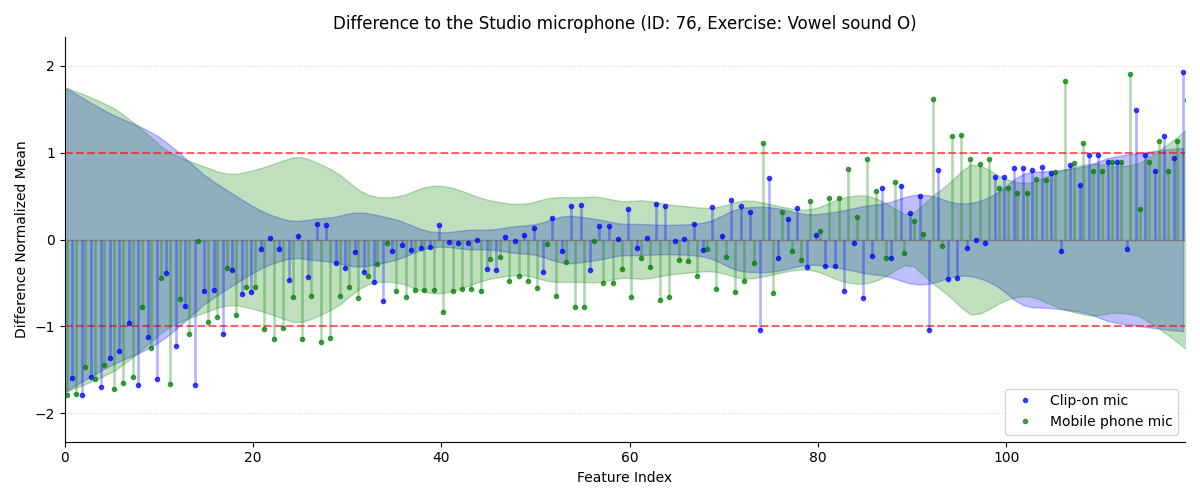 Difference to the Studio microphone (ID: 76, Exercise: Vowel sound O)
Difference Normalized Mean
2
1
0
−1
−2
0 20 40 60 80 100
Feature Index
Clip-on mic
Mobile phone mic